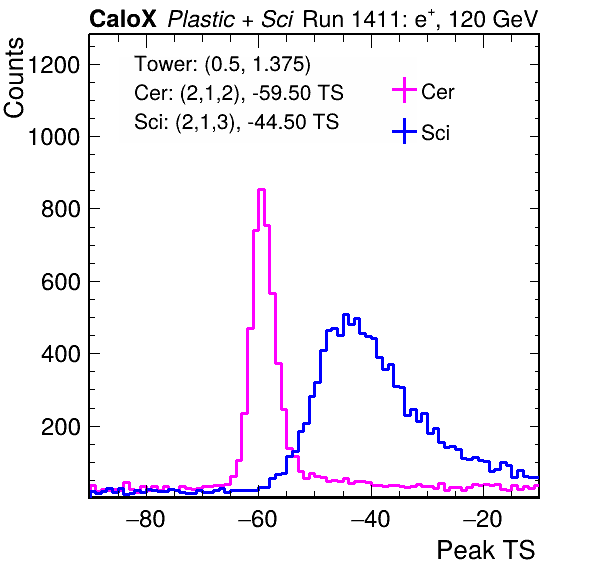 CaloX Plastic + Sci Run 1411: e+, 120 GeV
Counts
Tower: (0.5, 1.375)
Cer: (2,1,2), -59.50 TS
Sci: (2,1,3), -44.50 TS
Cer
Sci
1200
1000
800
600
400
200
−80 −60 −40 −20
Peak TS